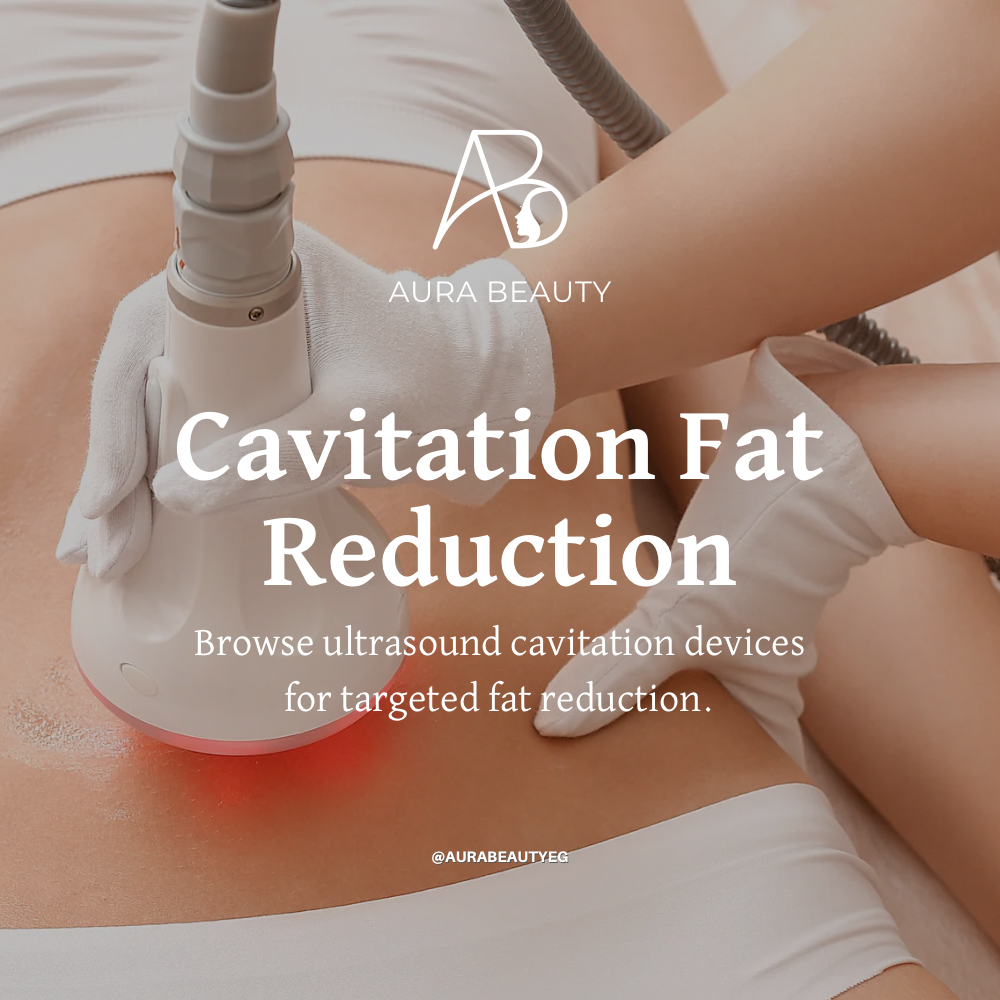 AB
AURA BEAUTY
Cavitation Fat
Reduction
Browse ultrasound cavitation devices
for targeted fat reduction.
@AURABEAUTYEG